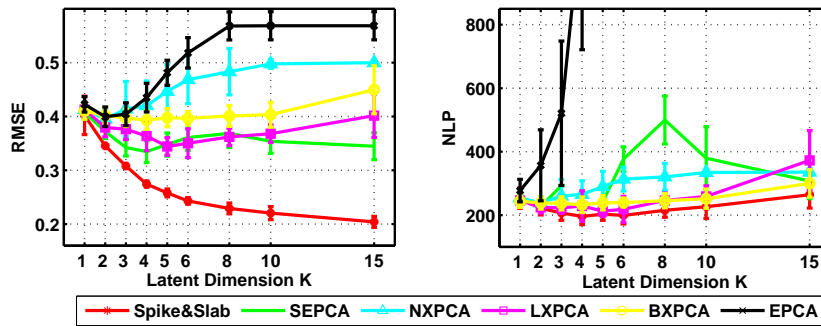 RMSE
0.5
0.4
0.3
0.2
1 2 3 4 5 6 8 10 15
Latent Dimension K
NLP
800
600
400
200
1 2 3 4 5 6 8 10 15
Latent Dimension K
Spike&Slab SEPCA NXPCA LXPCA BXPCA EPCA